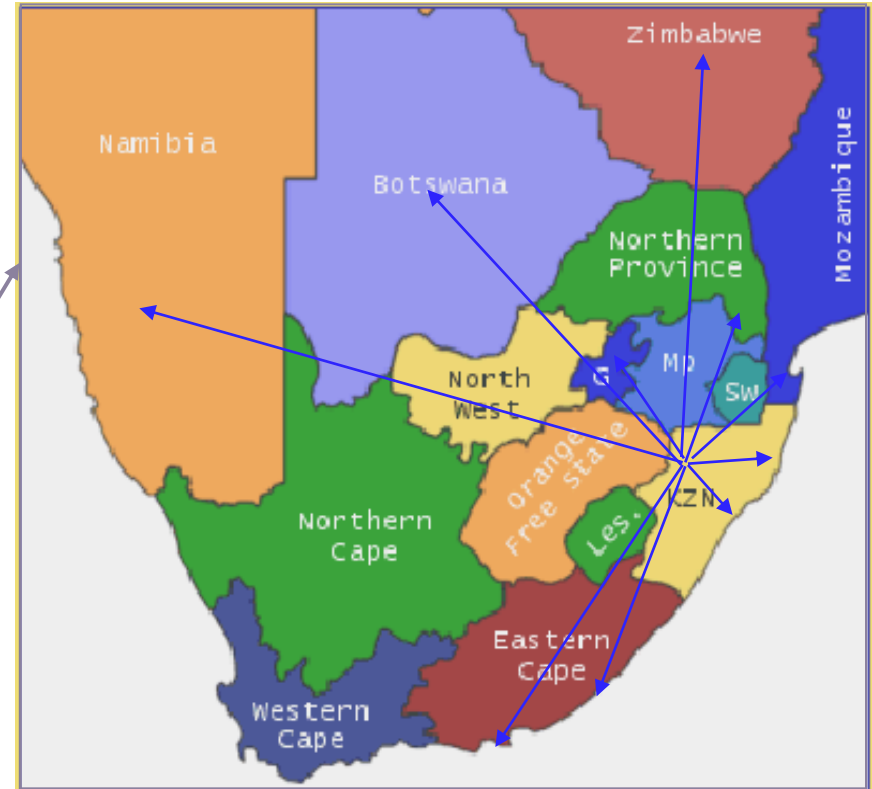 Zimbabwe
Mozambique
Namibia
Botswana
Northern
Province
Mp
G
North
West
Sw
Orange
Free State
KZN
Les.
Northern
Cape
Eastern
Cape
Western
Cape